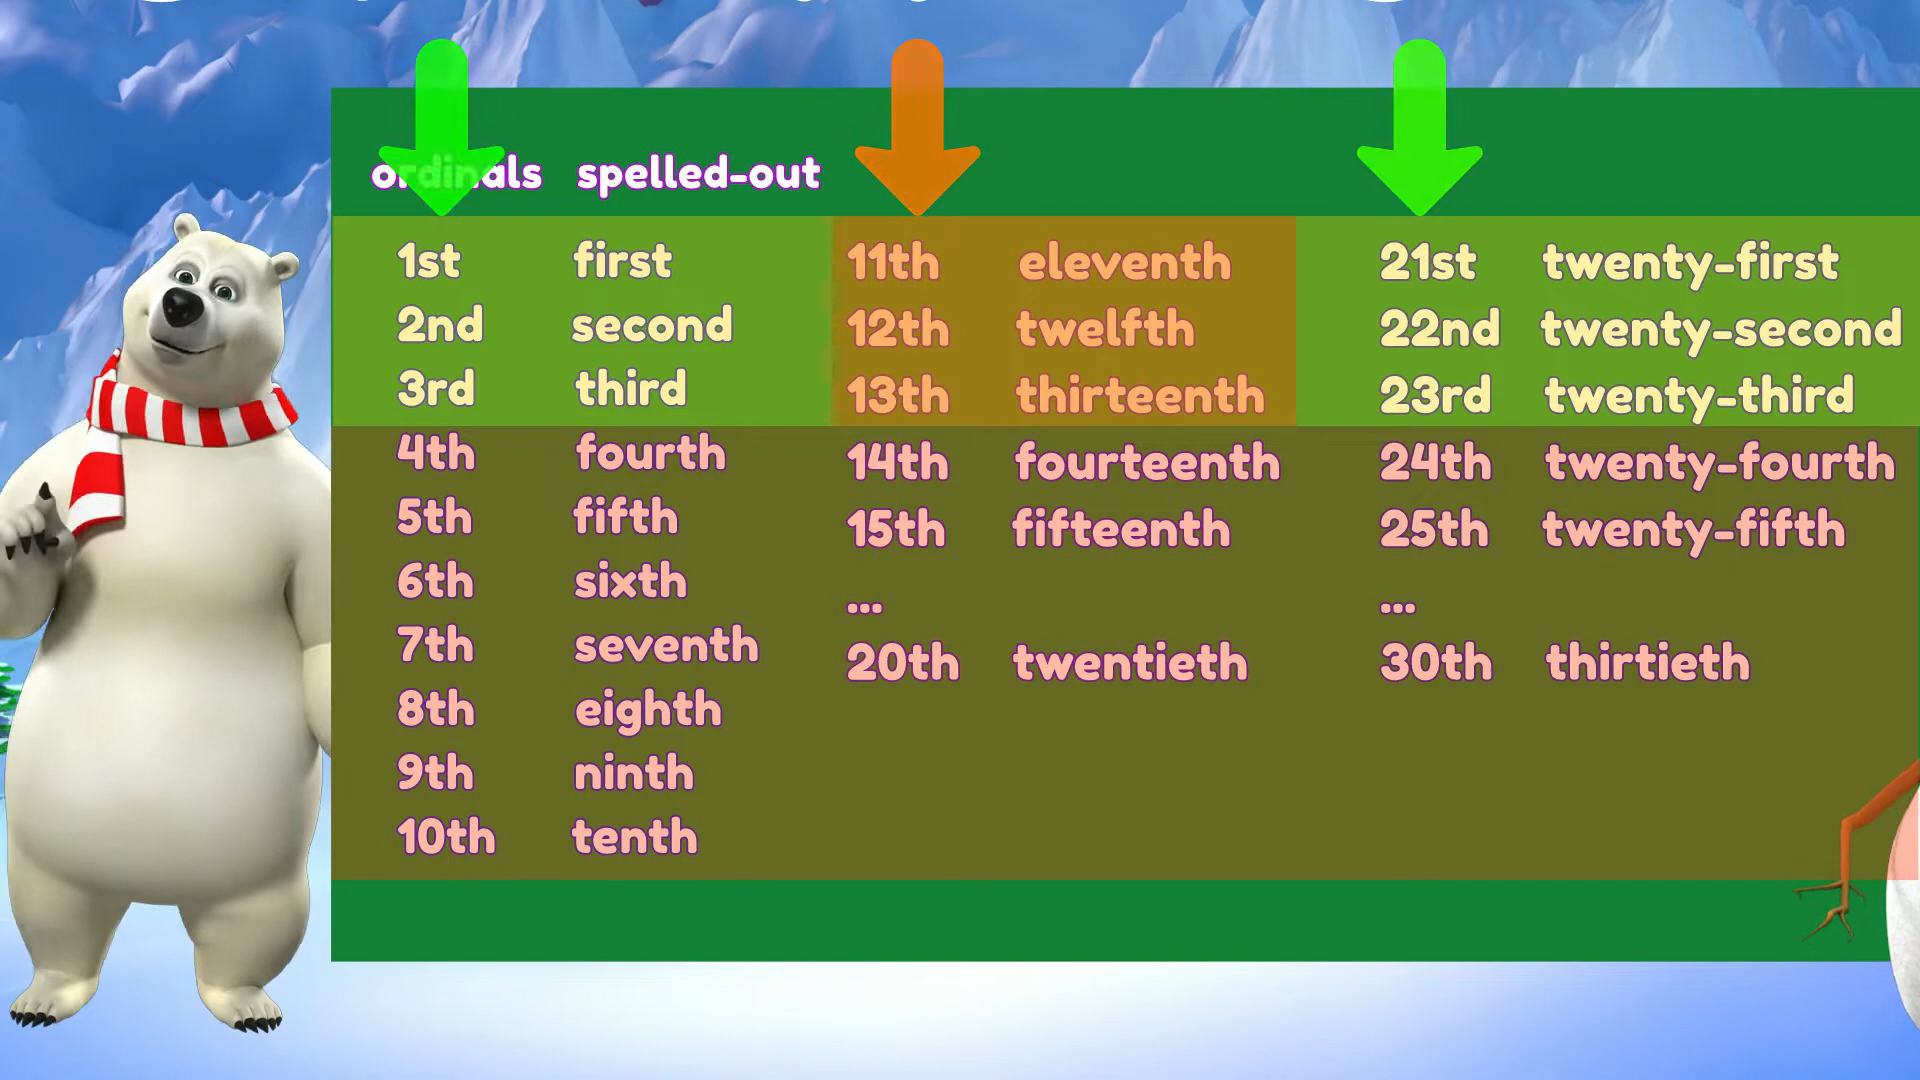 ordinals spelled-out
1st first 11th eleventh 21st twenty-first
2nd second 12th twelfth 22nd twenty-second
3rd third 13th thirteenth 23rd twenty-third
4th fourth 14th fourteenth 24th twenty-fourth
5th fifth 15th fifteenth 25th twenty-fifth
6th sixth ... ...
7th seventh 20th twentieth 30th thirtieth
8th eighth
9th ninth
10th tenth